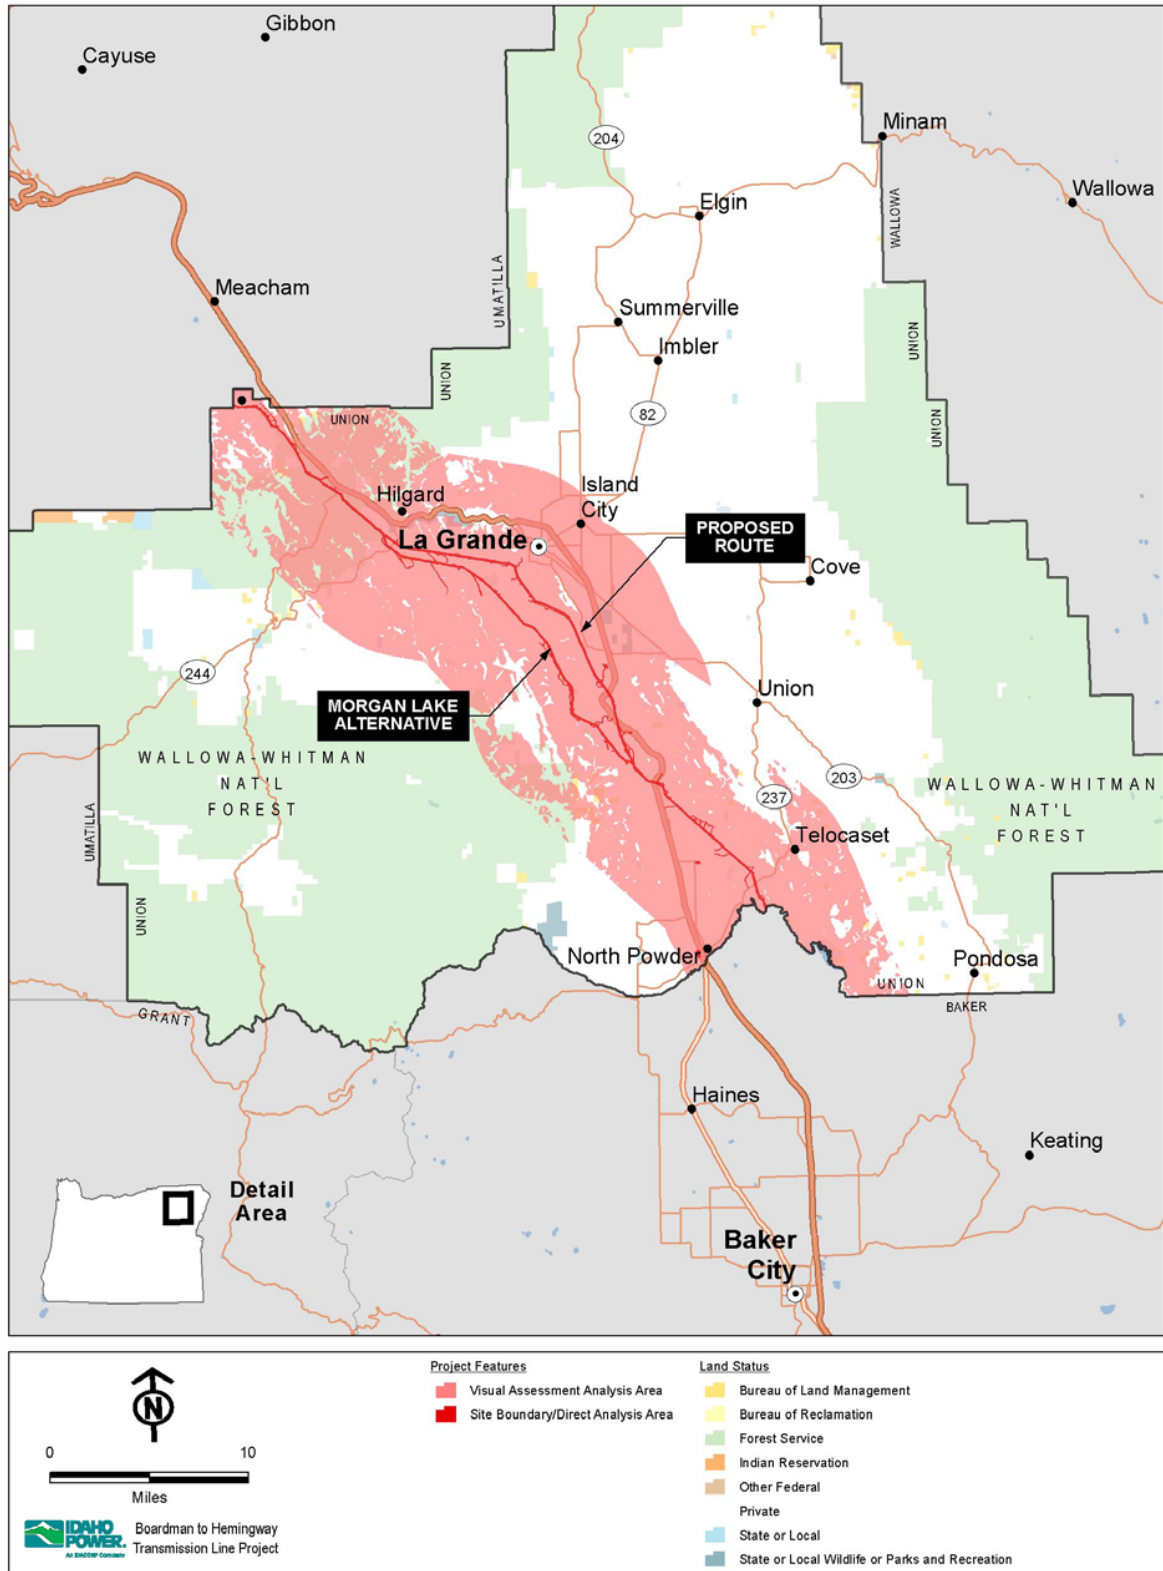 Gibbon
Cayuse
204
Minam
Wallowa
Elgin
WALLOWA
UMATILLA
Meacham
Summerville
Imbler
UNION
UNION
UNION
UNION
82
Hilgard
Island
City
La Grande
PROPOSED
ROUTE
Cove
244
MORGAN LAKE
ALTERNATIVE
Union
WALLOWA-WHITMAN
NAT'L
FOREST
203
237
WALLOWA-WHITMAN
NAT'L
FOREST
UMATILLA
Telocaset
UNION
North Powder
Pondosa
UNION
BAKER
GRANT
Haines
Keating
Detail
Area
Baker
City
N
0 10
Miles
IDAHO
POWER.
An IDACORP Company
Boardman to Hemingway
Transmission Line Project
Project Features
Visual Assessment Analysis Area
Site Boundary/Direct Analysis Area
Land Status
Bureau of Land Management
Bureau of Reclamation
Forest Service
Indian Reservation
Other Federal
Private
State or Local
State or Local Wildlife or Parks and Recreation